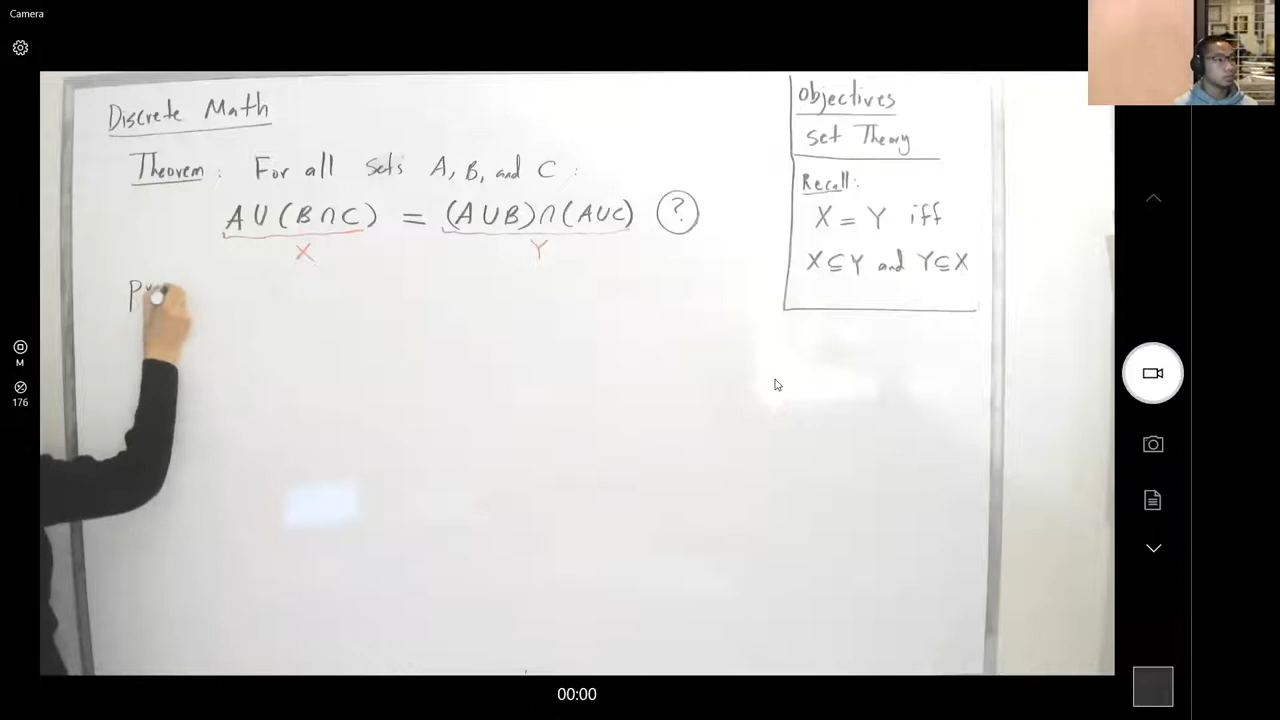 Camera
Discrete Math
Theorem: For all sets A, B, and C:
A ∪ (B ∩ C) = (A ∪ B) ∩ (A ∪ C) ?
X Y
Objectives
Set Theory
Recall:
X = Y iff
X ⊆ Y and Y ⊆ X
M
176
00:00